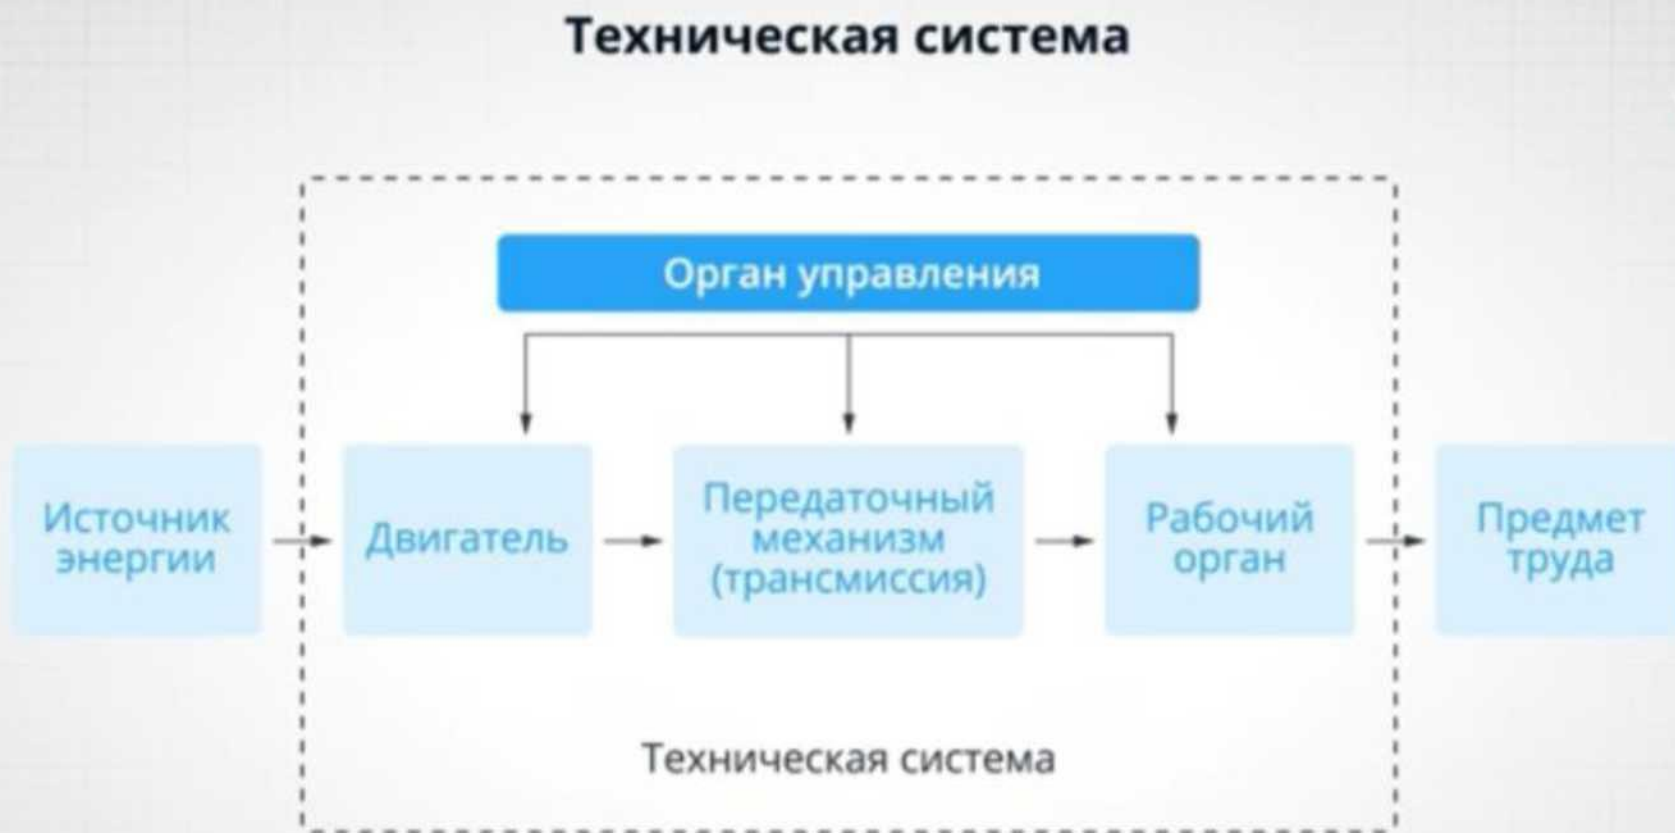 Техническая система
Орган управления
Источник
энергии
Двигатель
Передаточный
механизм
(трансмиссия)
Рабочий
орган
Предмет
труда
Техническая система